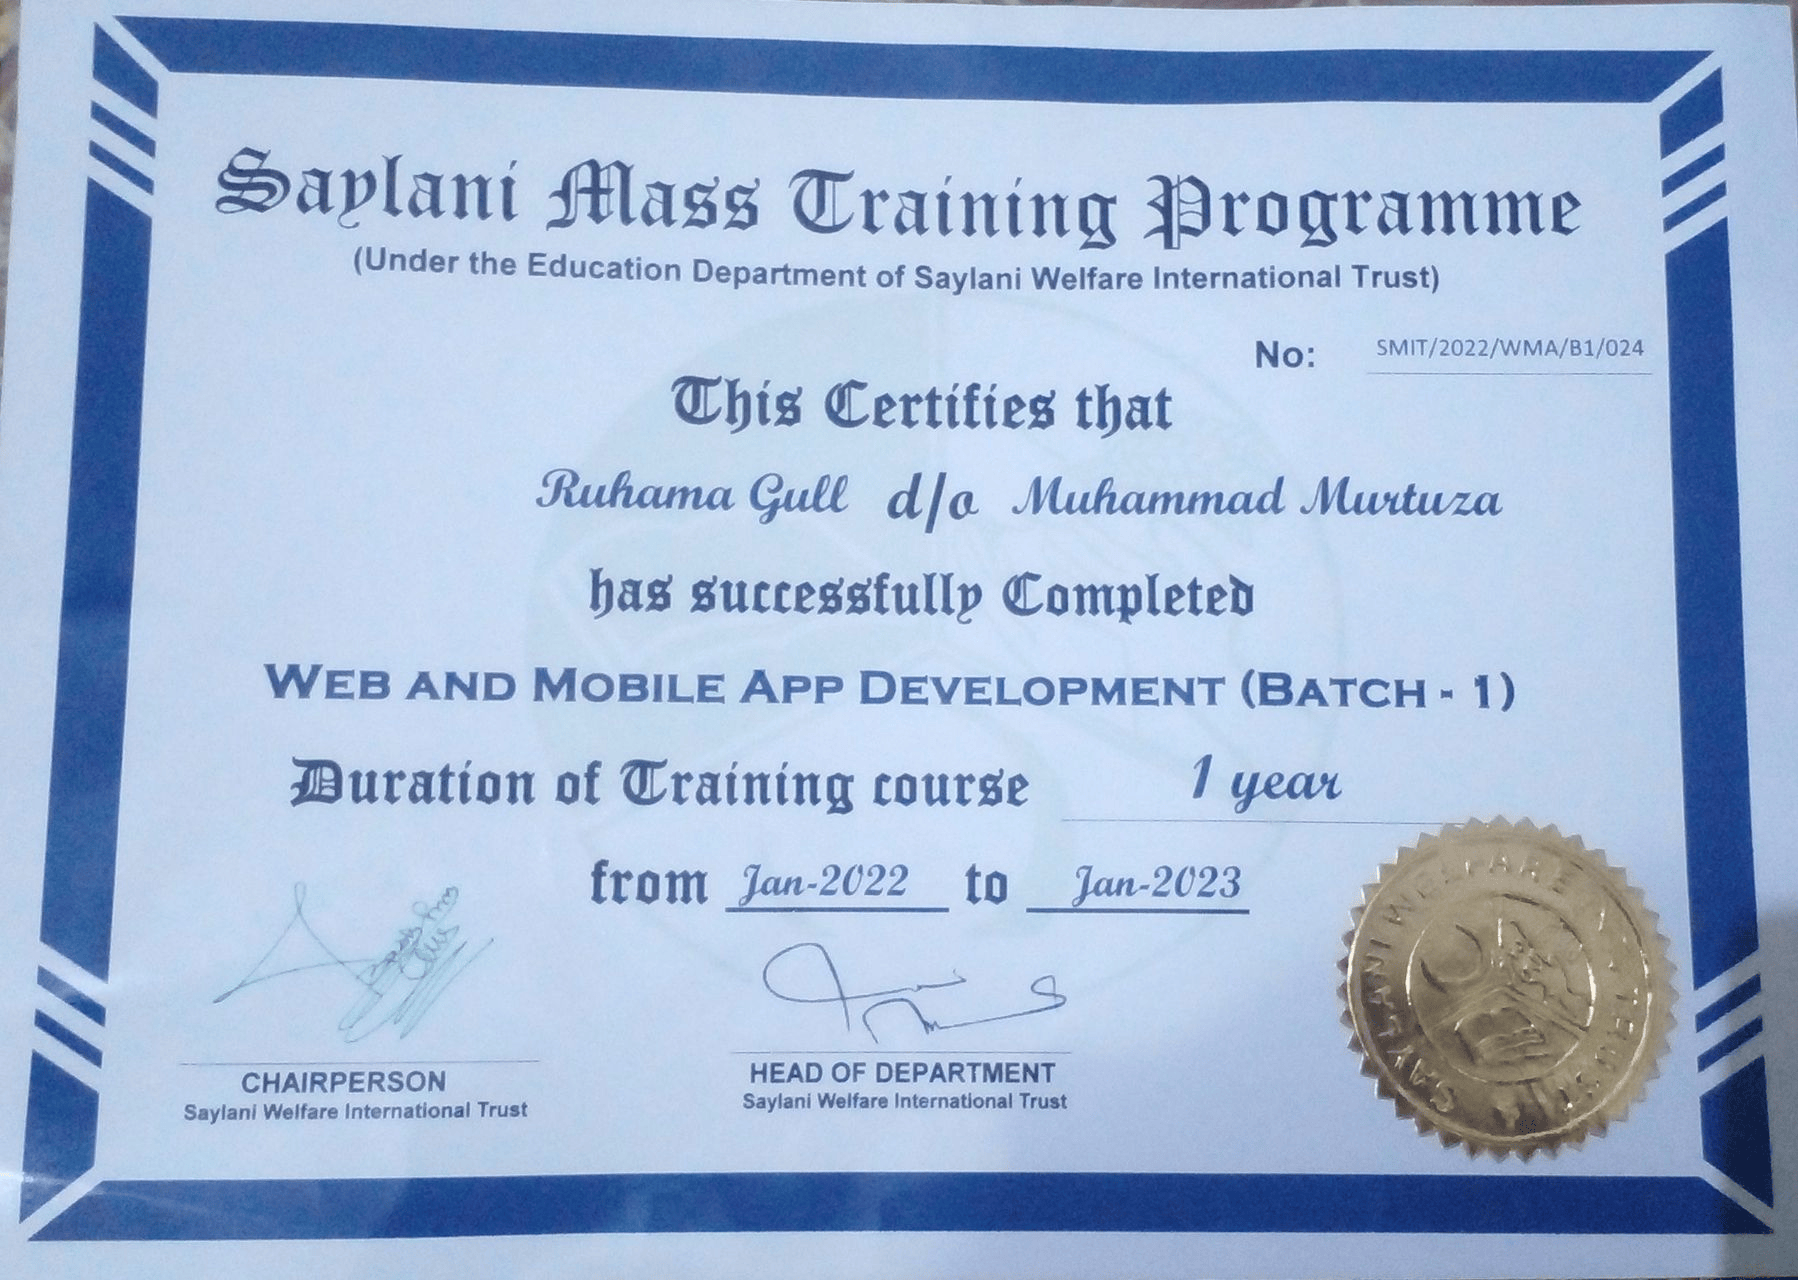 Saylani Mass Training Programme
(Under the Education Department of Saylani Welfare International Trust)
No: SMIT/2022/WMA/B1/024
This Certifies that
Ruhama Gull d/o Muhammad Murtuza
has successfully Completed
WEB AND MOBILE APP DEVELOPMENT (BATCH - 1)
Duration of Training course 1 year
from Jan-2022 to Jan-2023
CHAIRPERSON
Saylani Welfare International Trust
HEAD OF DEPARTMENT
Saylani Welfare International Trust
SAYLANI WELFARE TRUST